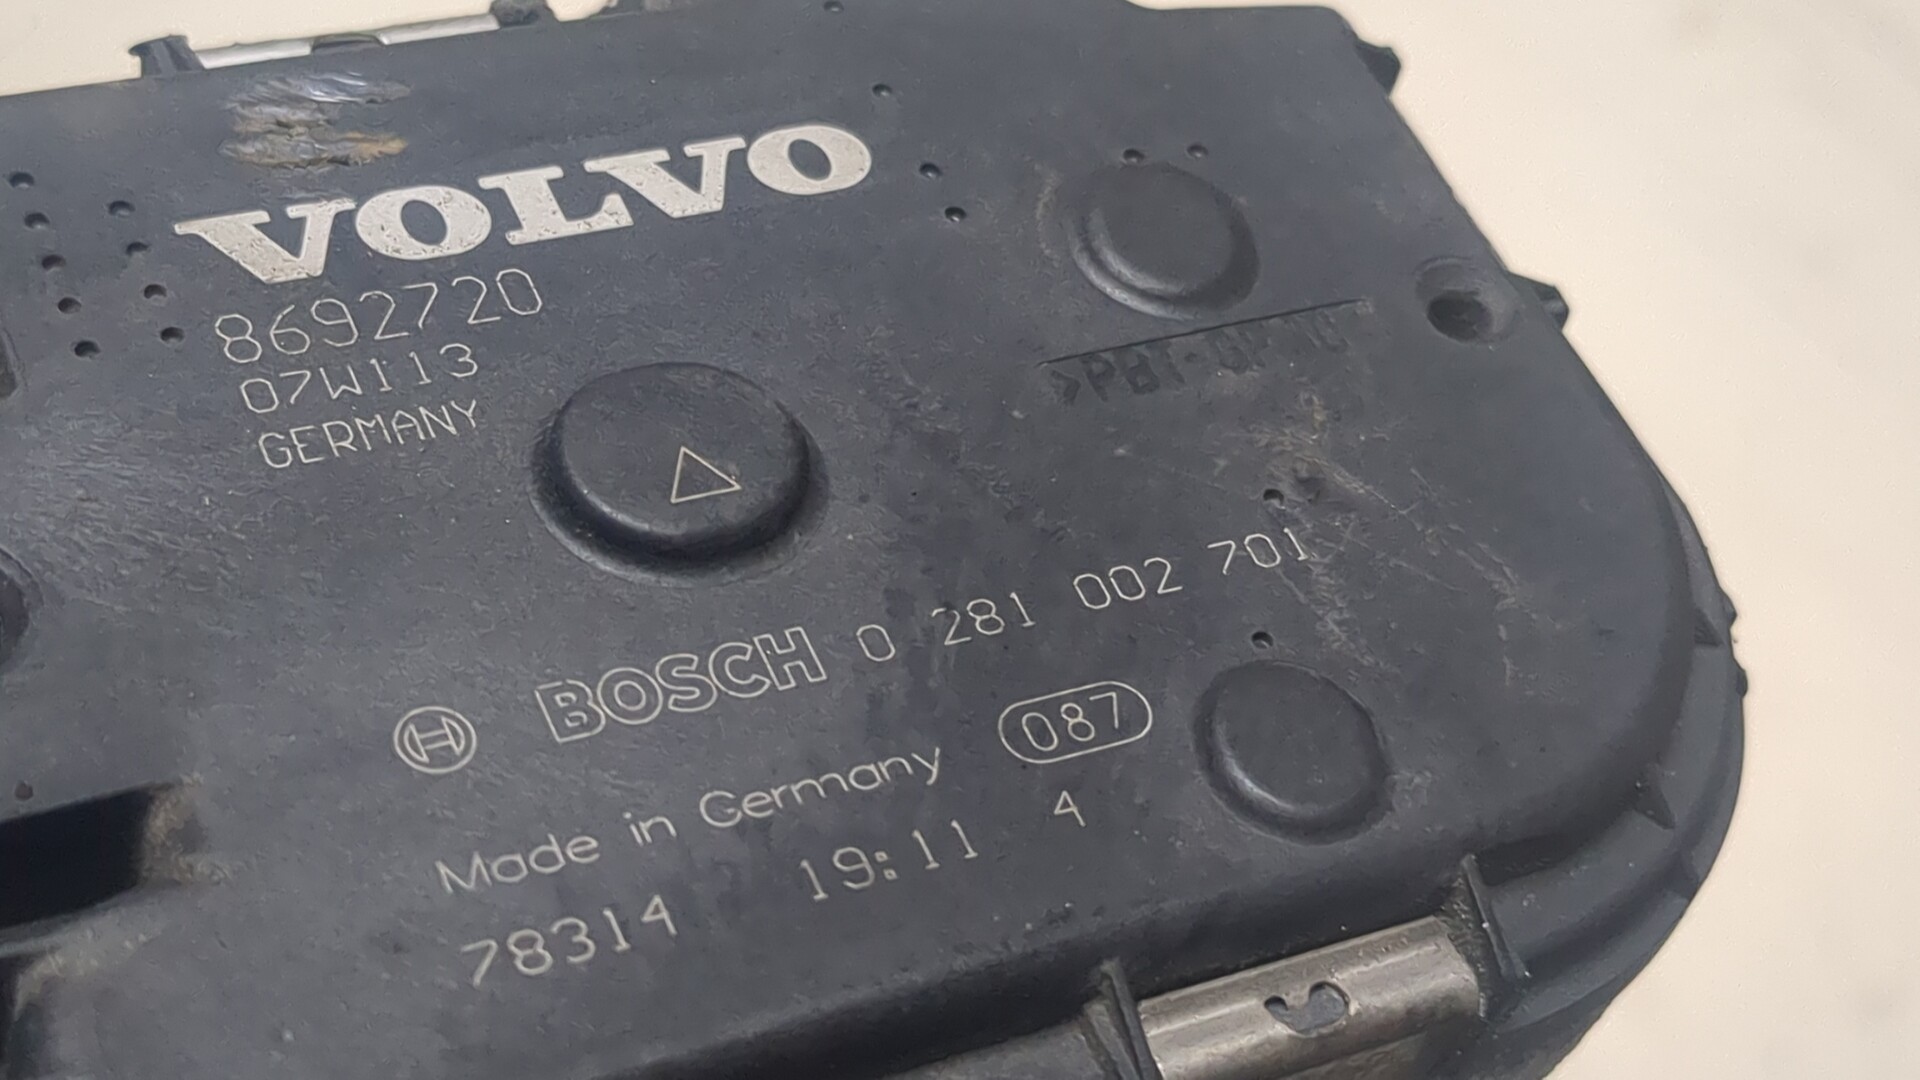 VOLVO
8692720
07W113
GERMANY
BOSCH 0 281 002 701
Made in Germany 087
78314 19:11 4